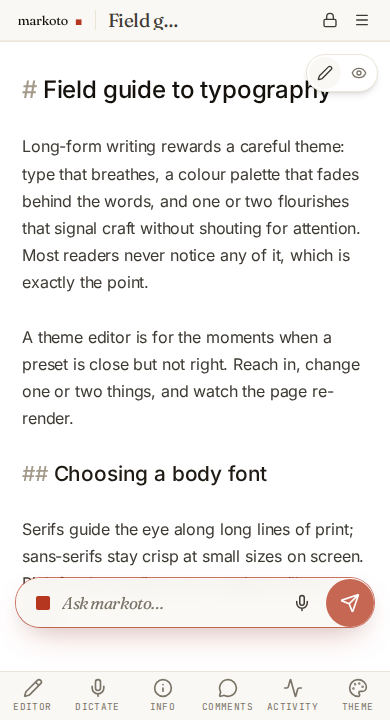 markoto
Field g...
# Field guide to typography
Long-form writing rewards a careful theme:
type that breathes, a colour palette that fades
behind the words, and one or two flourishes
that signal craft without shouting for attention.
Most readers never notice any of it, which is
exactly the point.
A theme editor is for the moments when a
preset is close but not right. Reach in, change
one or two things, and watch the page re-
render.
## Choosing a body font
Serifs guide the eye along long lines of print;
sans-serifs stay crisp at small sizes on screen.
Ask markoto...
EDITOR
DICTATE
INFO
COMMENTS
ACTIVITY
THEME